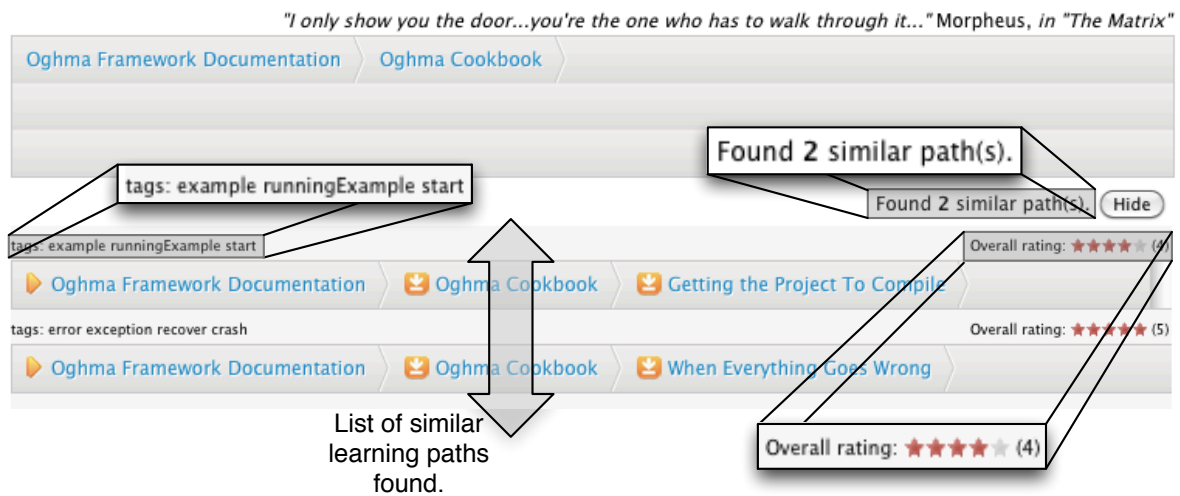 "I only show you the door...you're the one who has to walk through it..." Morpheus, in "The Matrix"
Oghma Framework Documentation Oghma Cookbook
Found 2 similar path(s).
tags: example runningExample start
Found 2 similar path(s). Hide
tags: example runningExample start Overall rating: (4)
Oghma Framework Documentation Oghma Cookbook Getting the Project To Compile
tags: error exception recover crash Overall rating: (5)
Oghma Framework Documentation Oghma Cookbook When Everything Goes Wrong
List of similar
learning paths
found.
Overall rating: (4)